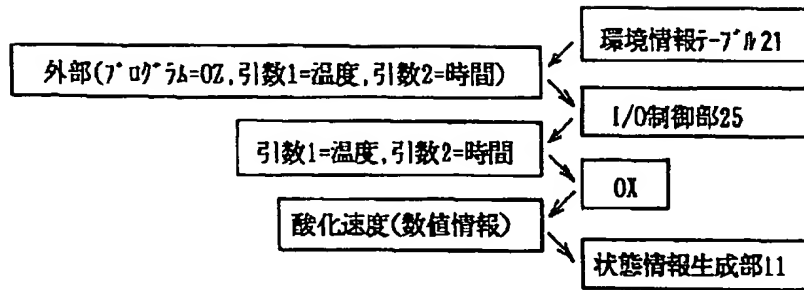 環境情報ﾃｰﾌﾞﾙ21
外部(ﾌﾟﾛｸﾞﾗﾑ=OZ,引数1=温度,引数2=時間)
I/O制御部25
引数1=温度,引数2=時間
OX
酸化速度(数値情報)
状態情報生成部11